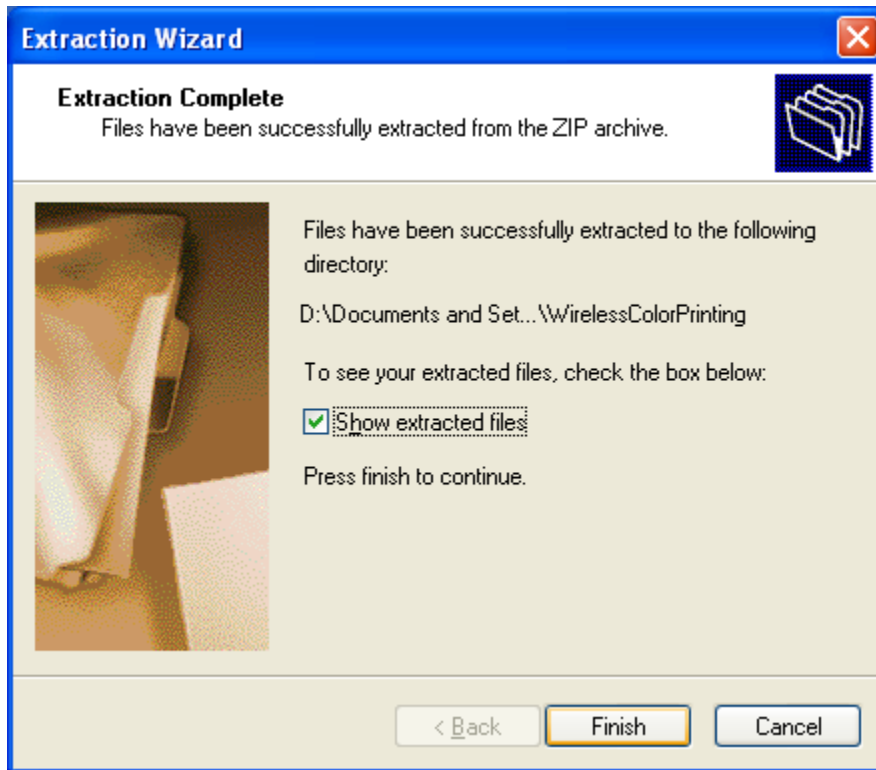 Extraction Wizard
Extraction Complete
Files have been successfully extracted from the ZIP archive.
Files have been successfully extracted to the following
directory:
D:\Documents and Set...\WirelessColorPrinting
To see your extracted files, check the box below:
Show extracted files
Press finish to continue.
< Back Finish Cancel